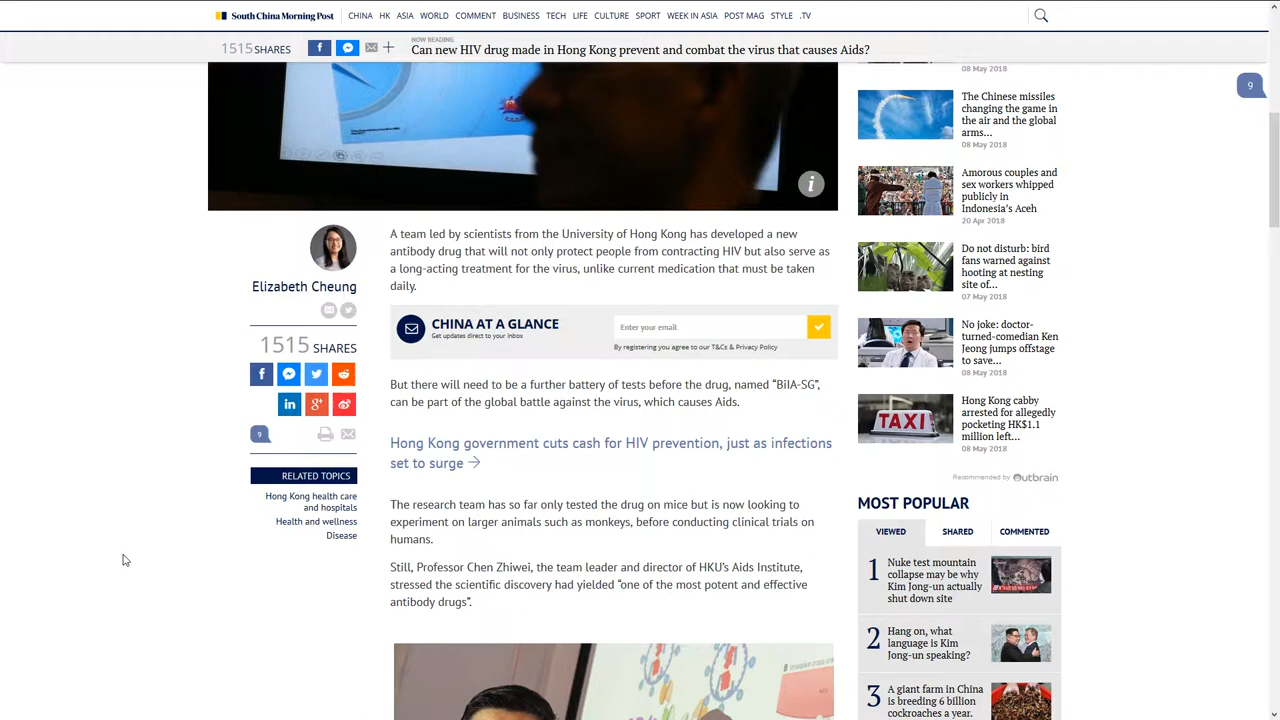 South China Morning Post
CHINA HK ASIA WORLD COMMENT BUSINESS TECH LIFE CULTURE SPORT WEEK IN ASIA POST MAG STYLE .TV
1515 SHARES
NOW READING
Can new HIV drug made in Hong Kong prevent and combat the virus that causes Aids?
9
A team led by scientists from the University of Hong Kong has developed a new
antibody drug that will not only protect people from contracting HIV but also serve as
a long-acting treatment for the virus, unlike current medication that must be taken
daily.
CHINA AT A GLANCE
Get updates direct to your inbox
Enter your email
By registering you agree to our T&Cs & Privacy Policy
But there will need to be a further battery of tests before the drug, named “BiIA-SG”,
can be part of the global battle against the virus, which causes Aids.
Hong Kong government cuts cash for HIV prevention, just as infections
set to surge →
The research team has so far only tested the drug on mice but is now looking to
experiment on larger animals such as monkeys, before conducting clinical trials on
humans.
Still, Professor Chen Zhiwei, the team leader and director of HKU’s Aids Institute,
stressed the scientific discovery had yielded “one of the most potent and effective
antibody drugs”.
Elizabeth Cheung
1515 SHARES
9
RELATED TOPICS
Hong Kong health care
and hospitals
Health and wellness
Disease
08 May 2018
The Chinese missiles
changing the game in
the air and the global
arms…
08 May 2018
Amorous couples and
sex workers whipped
publicly in
Indonesia’s Aceh
20 Apr 2018
Do not disturb: bird
fans warned against
hooting at nesting
site of…
07 May 2018
No joke: doctor-
turned-comedian Ken
Jeong jumps offstage
to save…
08 May 2018
TAXI
Hong Kong cabby
arrested for allegedly
pocketing HK$1.1
million left…
08 May 2018
Recommended by Outbrain
MOST POPULAR
VIEWED SHARED COMMENTED
1 Nuke test mountain
collapse may be why
Kim Jong-un actually
shut down site
2 Hang on, what
language is Kim
Jong-un speaking?
3 A giant farm in China
is breeding 6 billion
cockroaches a year.